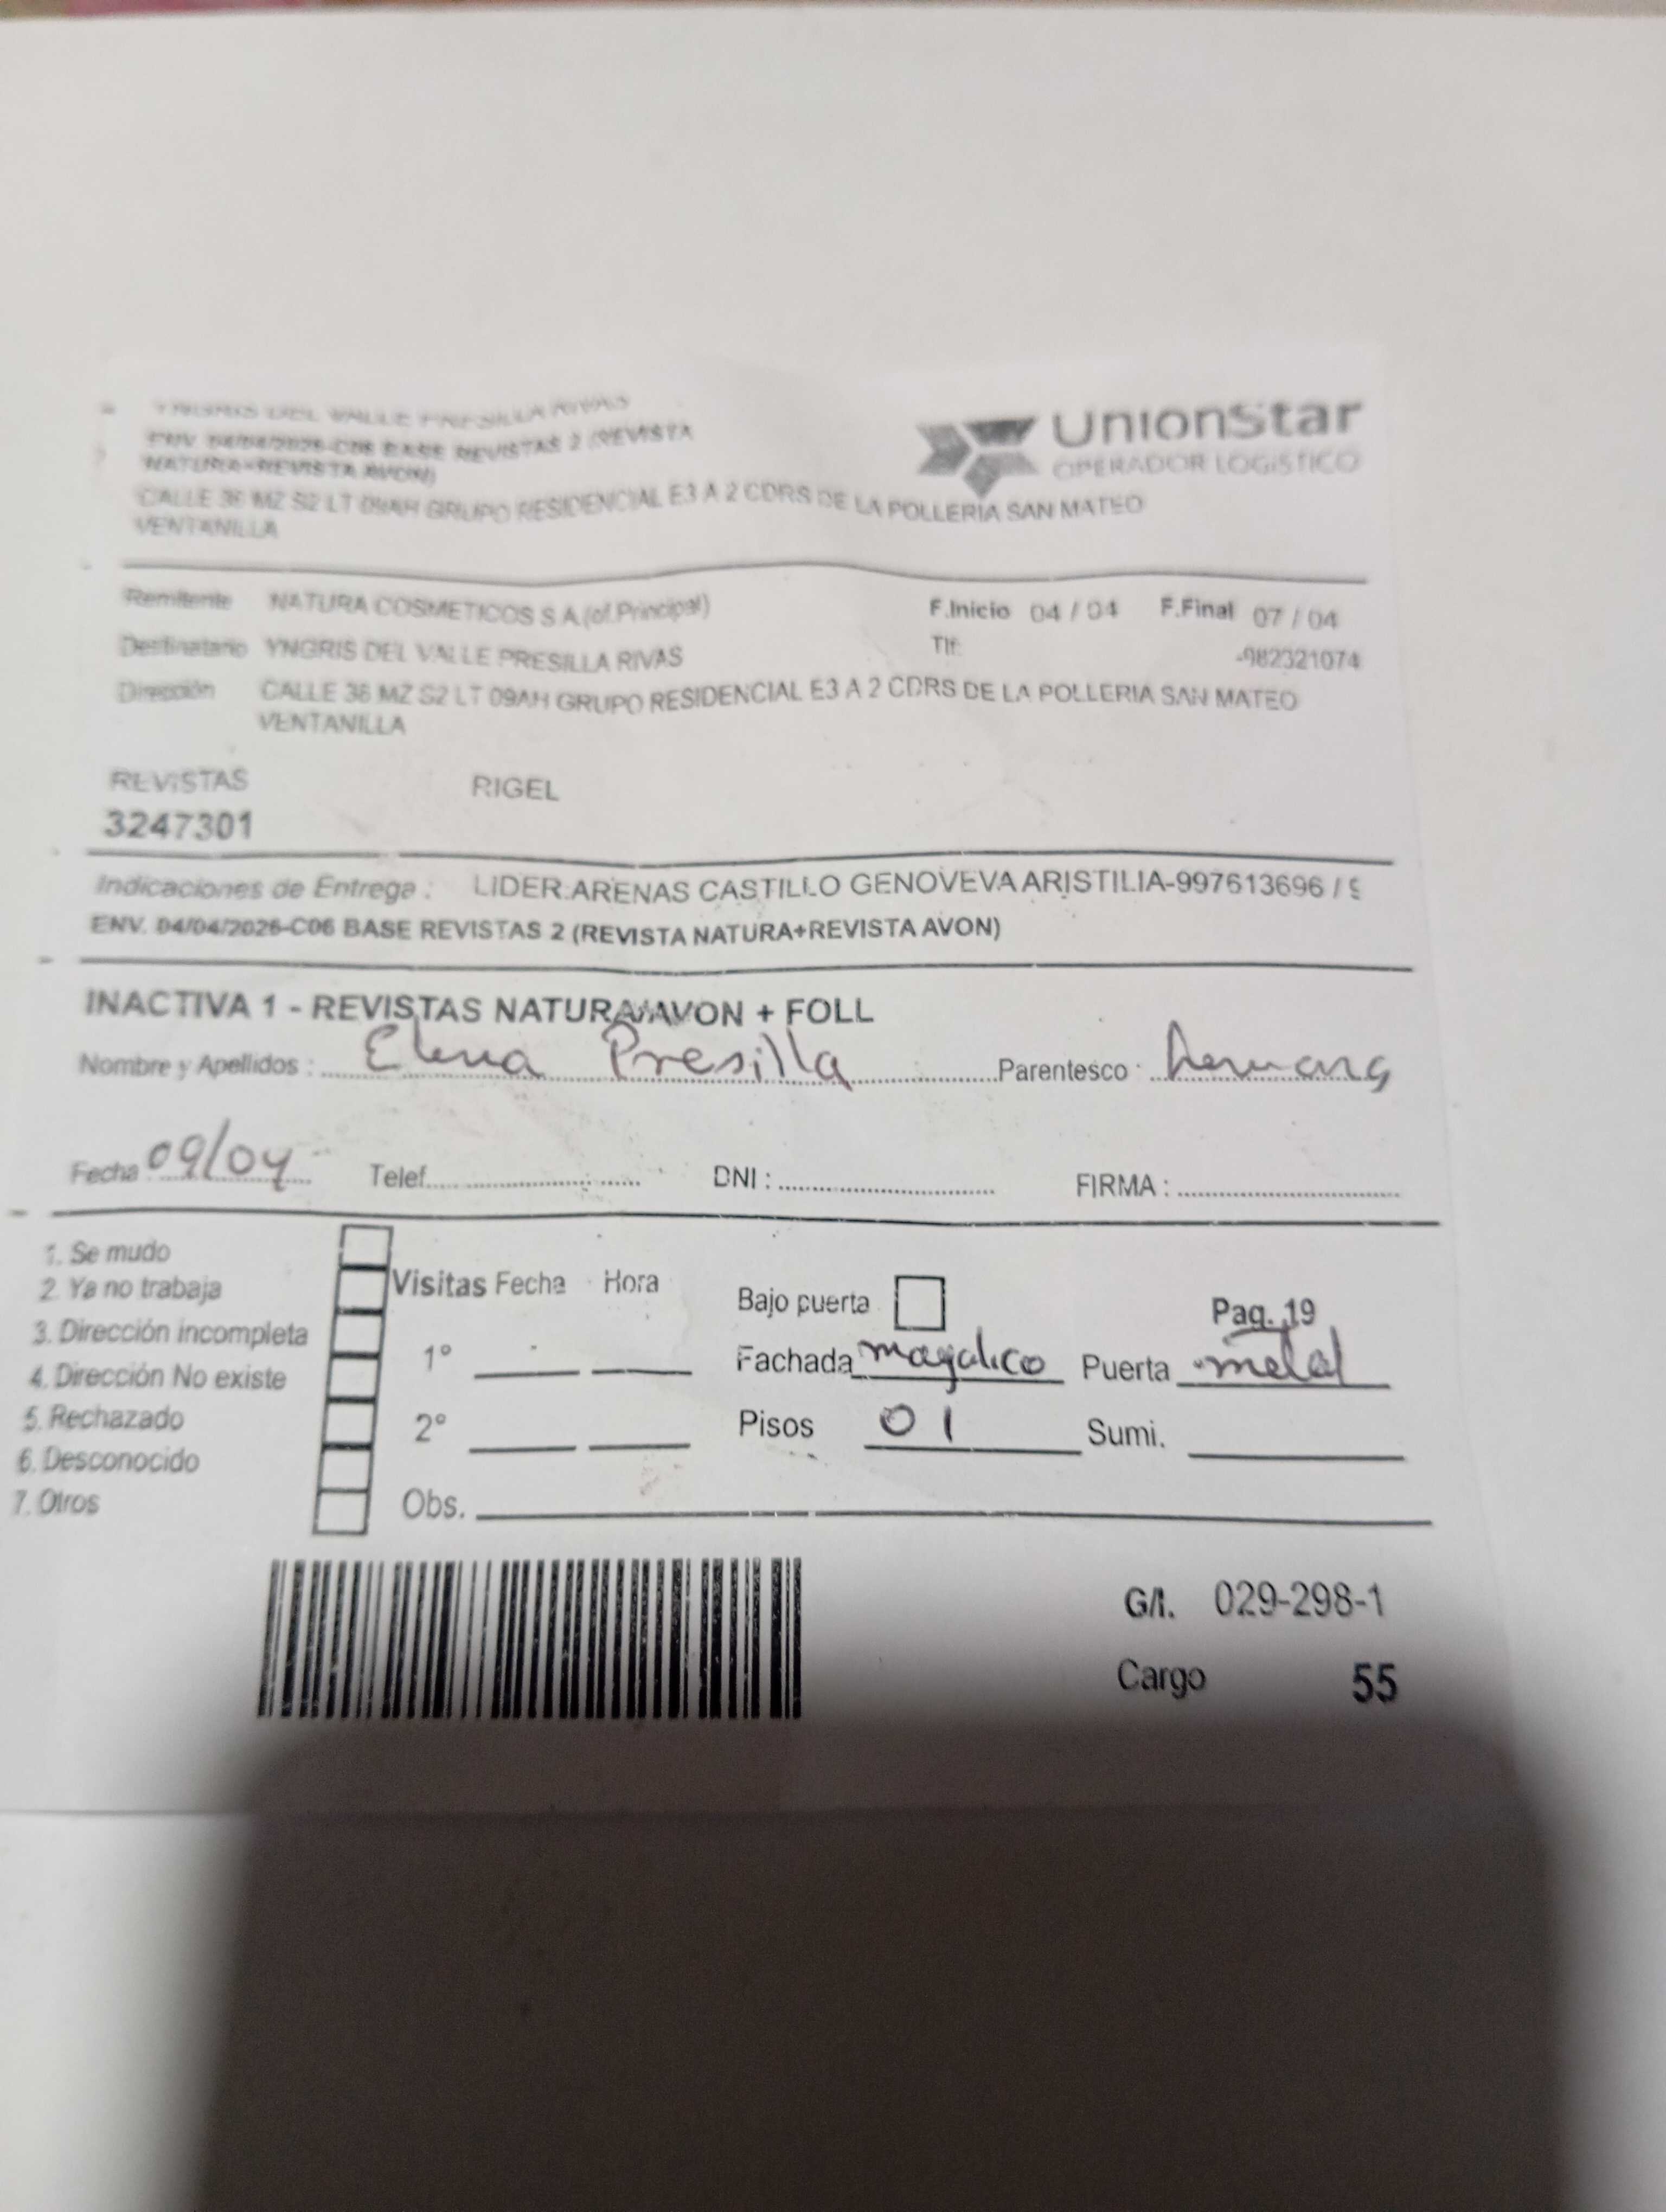 YNGRIS DEL VALLE PRESILLA RIVAS
ENV. 04/04/2026-C06 BASE REVISTAS 2 (REVISTA
NATURA+REVISTA AVON)
UnionStar
OPERADOR LOGISTICO
CALLE 36 MZ S2 LT 09AH GRUPO RESIDENCIAL E3 A 2 CDRS DE LA POLLERIA SAN MATEO
VENTANILLA
Remitente NATURA COSMETICOS S A (of.Principal) F.Inicio 04 / 04 F.Final 07 / 04
Destinatario YNGRIS DEL VALLE PRESILLA RIVAS Tlf: -982321074
Dirección CALLE 36 MZ S2 LT 09AH GRUPO RESIDENCIAL E3 A 2 CDRS DE LA POLLERIA SAN MATEO
VENTANILLA
REVISTAS RIGEL
3247301
Indicaciones de Entrega : LIDER:ARENAS CASTILLO GENOVEVA ARISTILIA-997613696 / 9
ENV. 04/04/2026-C06 BASE REVISTAS 2 (REVISTA NATURA+REVISTA AVON)
INACTIVA 1 - REVISTAS NATURA/AVON + FOLL
Nombre y Apellidos : Elena Presilla Parentesco : hermana
Fecha 09/04 Telef. DNI : FIRMA :
1. Se mudo
2. Ya no trabaja
3. Dirección incompleta
4. Dirección No existe
5. Rechazado
6. Desconocido
7. Otros
Visitas Fecha Hora
1°
2°
Obs.
Bajo puerta Pag. 19
Fachada mayolico Puerta metal
Pisos 01 Sumi.
G/I. 029-298-1
Cargo 55